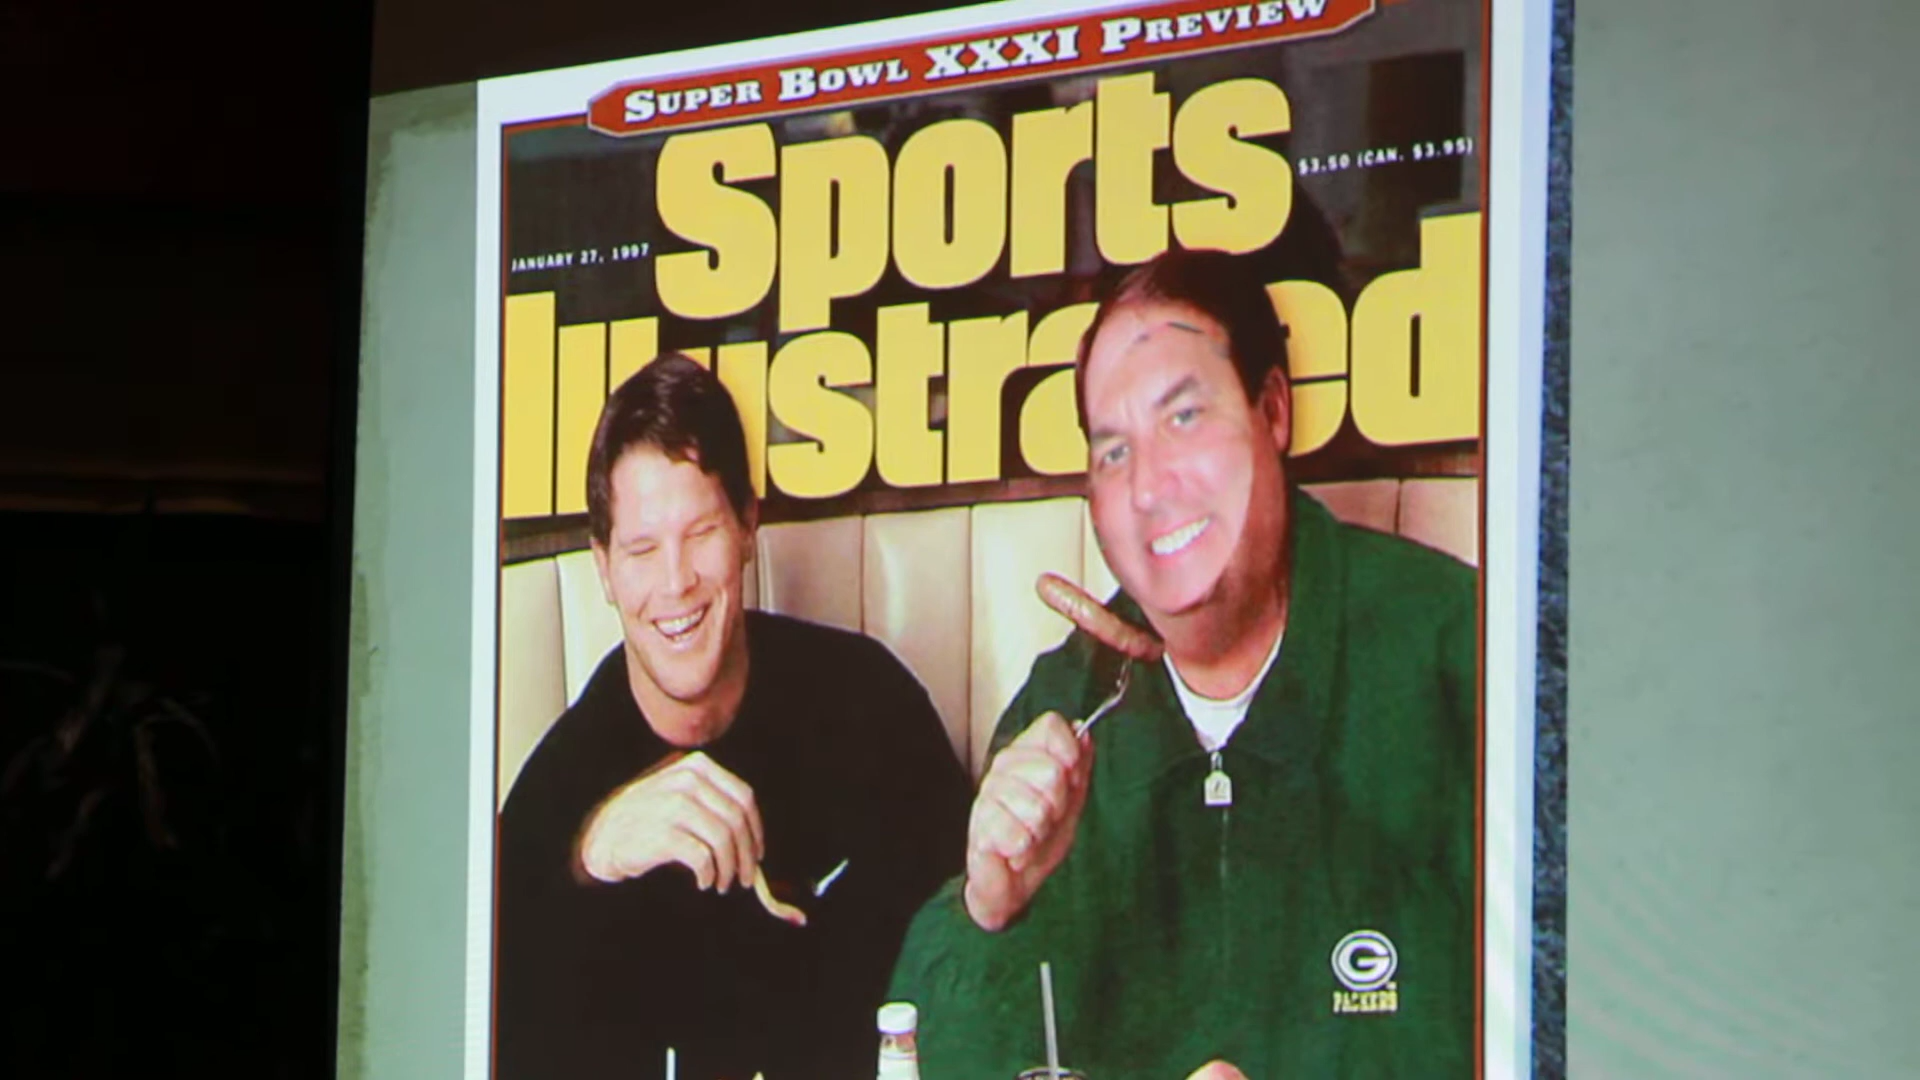 SUPER BOWL XXXI PREVIEW
Sports
$3.50 (CAN. $3.95)
JANUARY 27, 1997
Illustrated
G
PACKERS